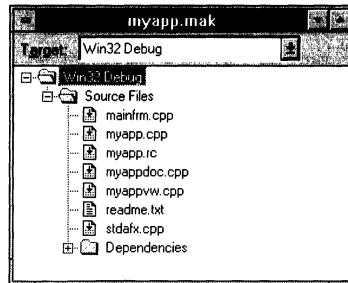 myapp.mak
Target: Win32 Debug
Win32 Debug
Source Files
mainfrm.cpp
myapp.cpp
myapp.rc
myappdoc.cpp
myappvw.cpp
readme.txt
stdafx.cpp
Dependencies